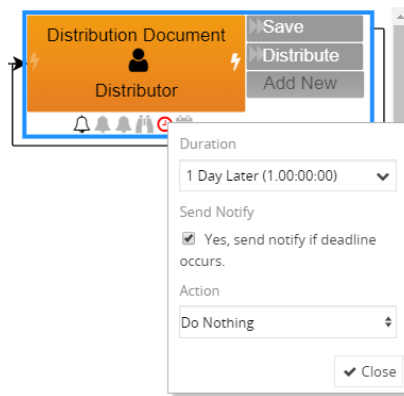 Distribution Document
Distributor
Save
Distribute
Add New
Duration
1 Day Later (1.00:00:00)
Send Notify
Yes, send notify if deadline
occurs.
Action
Do Nothing
Close